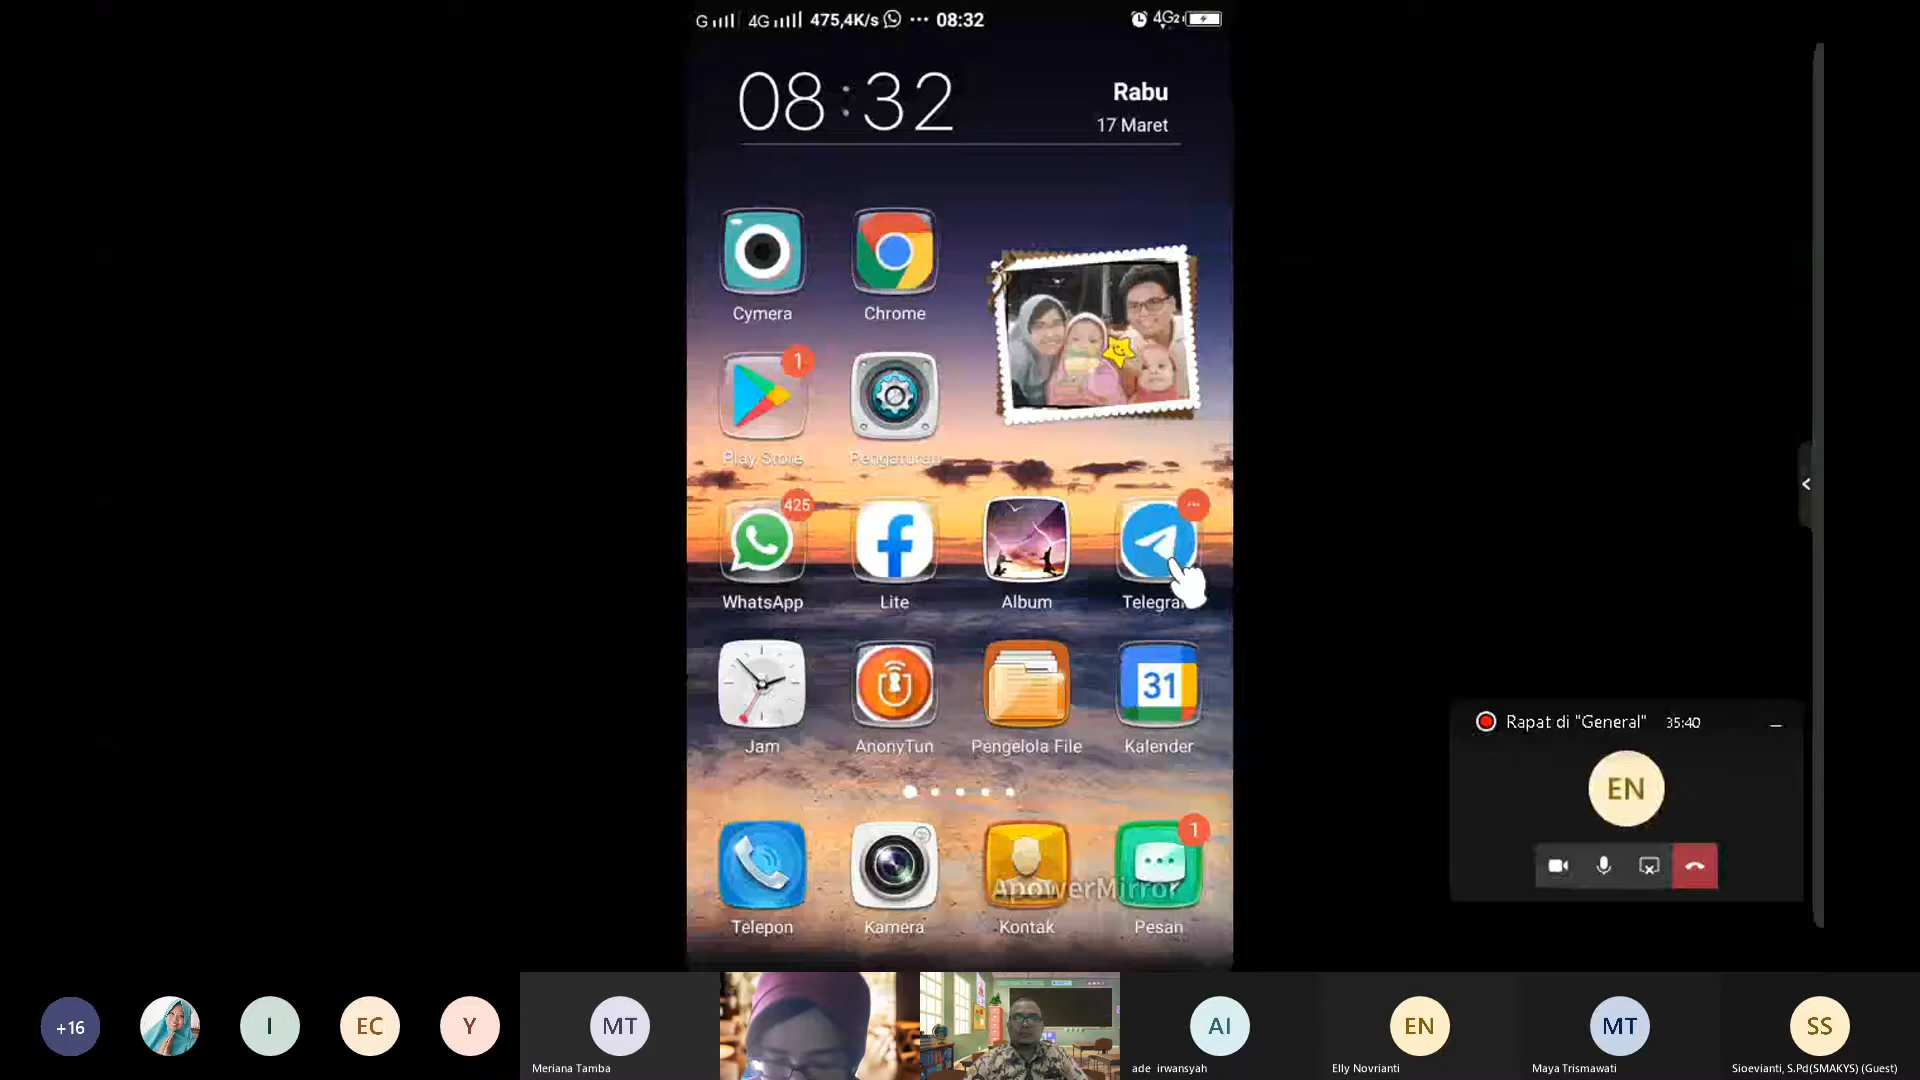 G 4G 475,4K/s ··· 08:32 4G2
08:32
Rabu
17 Maret
Cymera
Chrome
1
Play Store
Pengaturan
425
WhatsApp
Lite
Album
Telegra
Jam
AnonyTun
Pengelola File
31
Kalender
1
ApowerMirror
Telepon
Kamera
Kontak
Pesan
Rapat di "General" 35:40
EN
+16
I
EC
Y
MT
Meriana Tamba
AI
ade irwansyah
EN
Elly Novrianti
MT
Maya Trismawati
SS
Sioevianti, S.Pd(SMAKYS) (Guest)